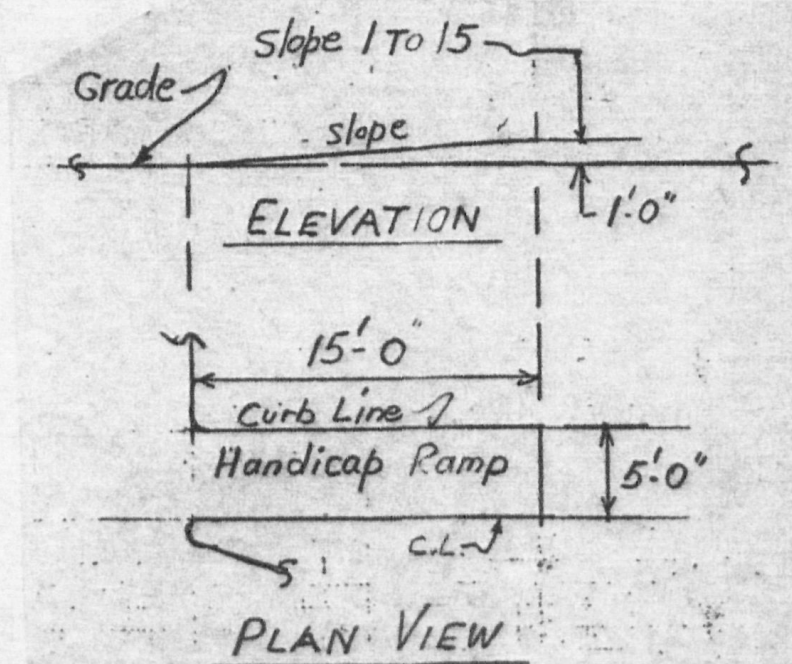 Slope 1 TO 15
Grade
slope
ELEVATION
1'-0"
15'-0"
Curb Line
Handicap Ramp
5'-0"
C.L.
PLAN VIEW